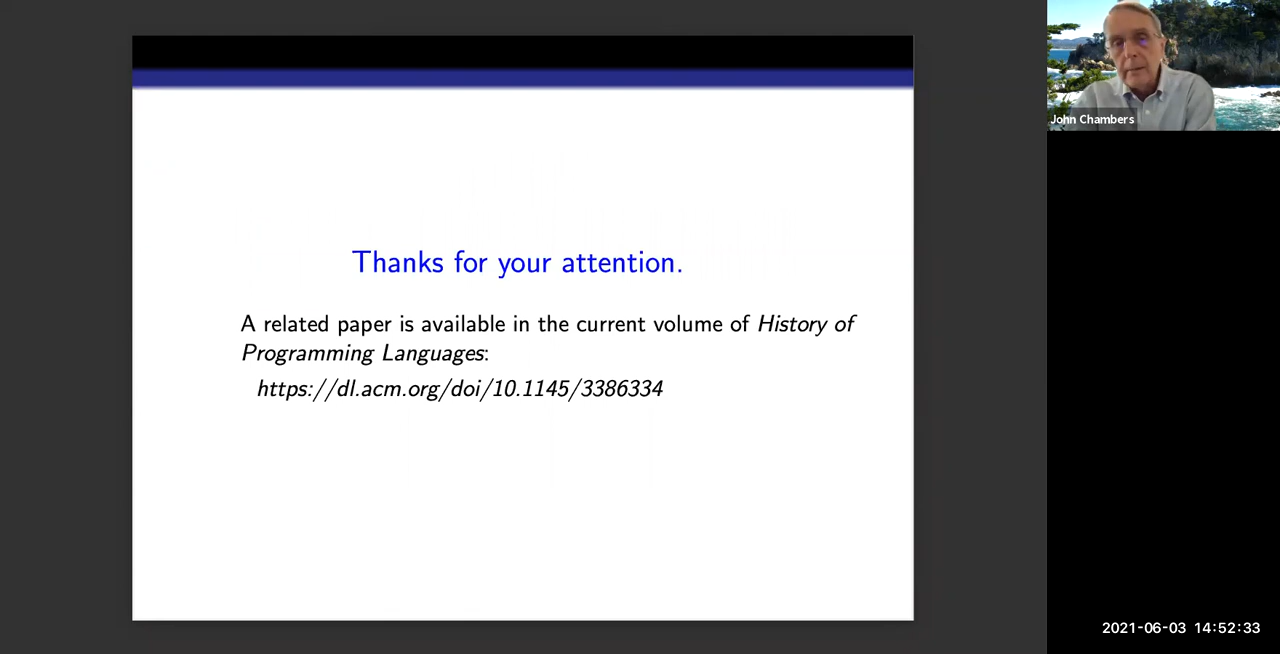 Thanks for your attention.
A related paper is available in the current volume of History of
Programming Languages:
https://dl.acm.org/doi/10.1145/3386334
John Chambers
2021-06-03 14:52:33